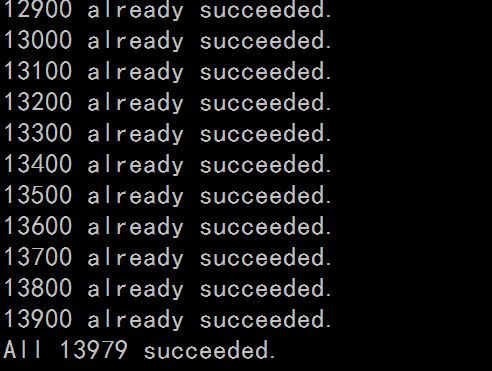 12900 already succeeded.
13000 already succeeded.
13100 already succeeded.
13200 already succeeded.
13300 already succeeded.
13400 already succeeded.
13500 already succeeded.
13600 already succeeded.
13700 already succeeded.
13800 already succeeded.
13900 already succeeded.
All 13979 succeeded.